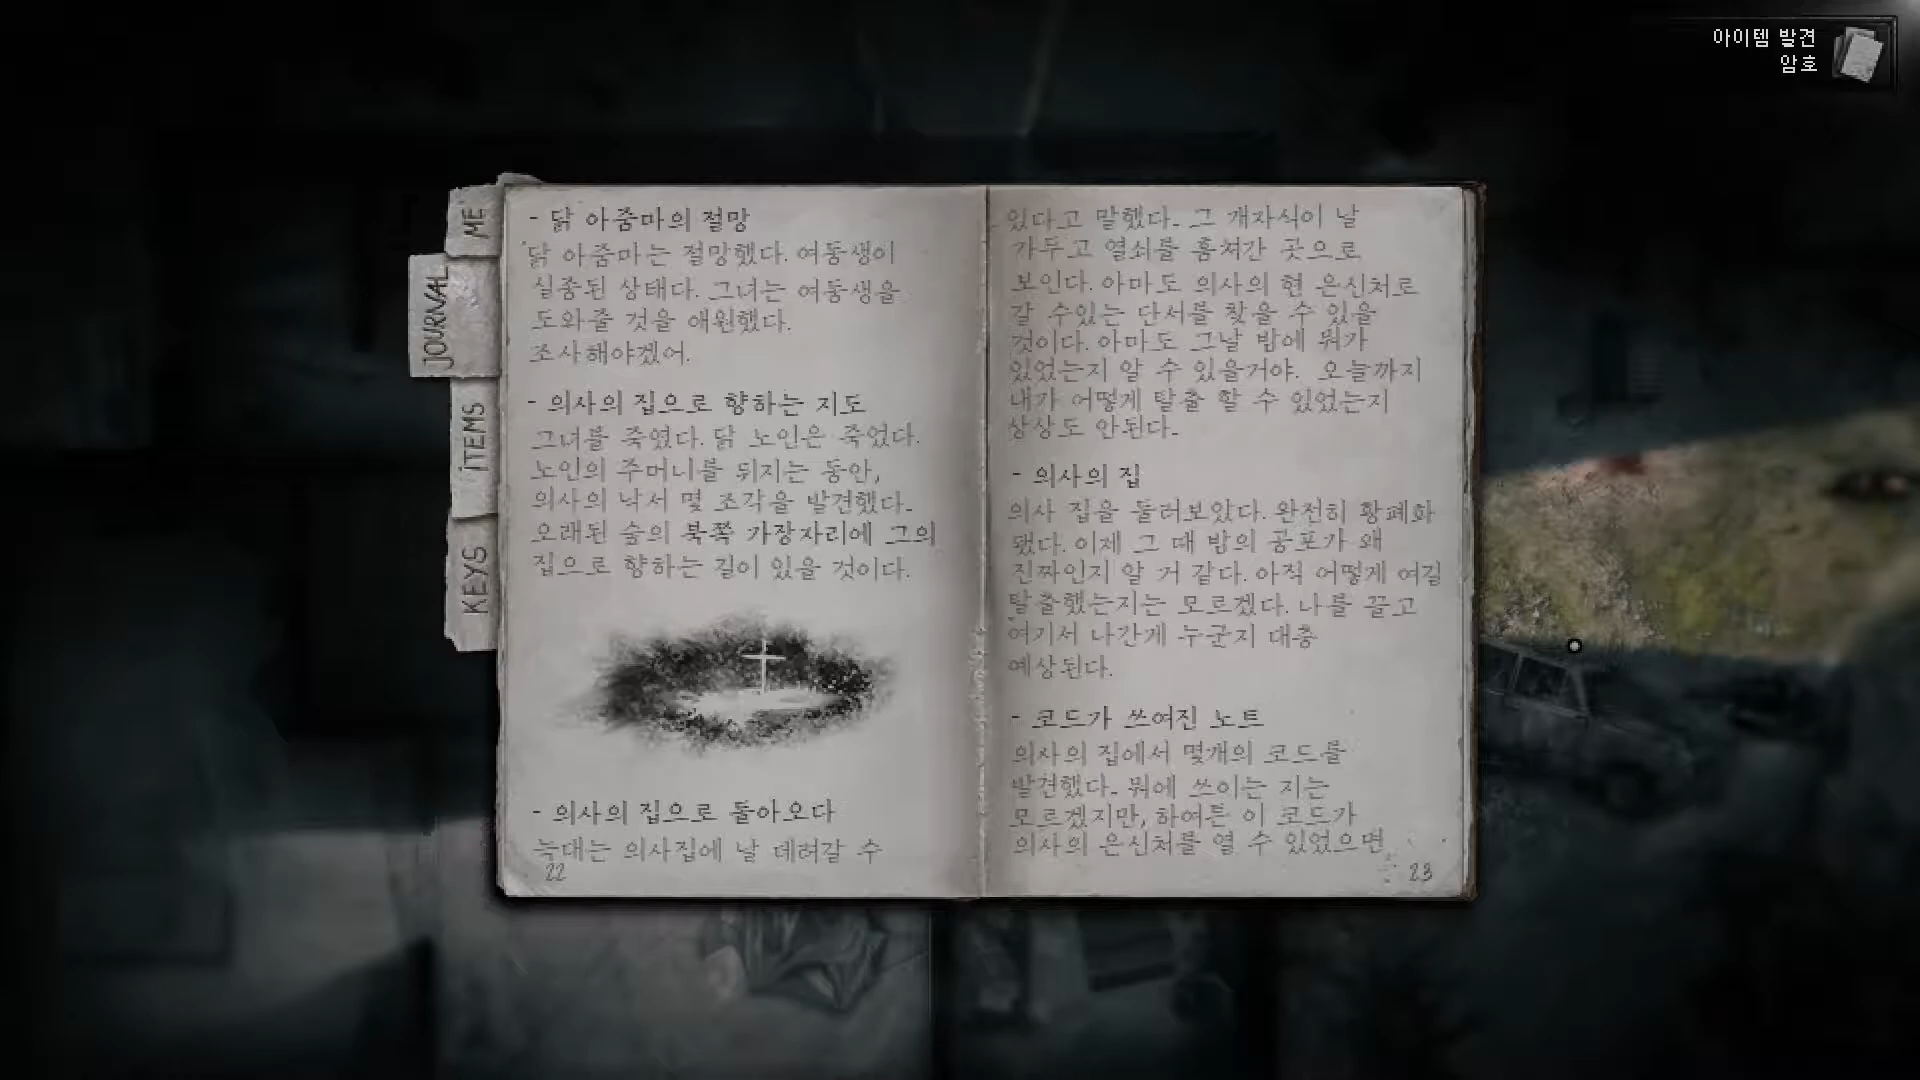 아이템 발견
암호
ME
JOURNAL
ITEMS
KEYS
- 닭 아줌마의 절망
닭 아줌마는 절망했다. 여동생이
실종된 상태다. 그녀는 여동생을
도와줄 것을 애원했다.
조사해야겠어.
- 의사의 집으로 향하는 지도
그녀를 죽였다. 닭 노인은 죽었다.
노인의 주머니를 뒤지는 동안,
의사의 낙서 몇 조각을 발견했다.
오래된 숲의 북쪽 가장자리에 그의
집으로 향하는 길이 있을 것이다.
- 의사의 집으로 돌아오다
늑대는 의사집에 날 데려갈 수
22
있다고 말했다. 그 개자식이 날
가두고 열쇠를 훔쳐간 곳으로
보인다. 아마도 의사의 현 은신처로
갈 수있는 단서를 찾을 수 있을
것이다. 아마도 그날 밤에 뭐가
있었는지 알 수 있을거야. 오늘까지
내가 어떻게 탈출 할 수 있었는지
상상도 안된다.
- 의사의 집
의사 집을 둘러보았다. 완전히 황폐화
됐다. 이제 그 때 밤의 공포가 왜
진짜인지 알 거 같다. 아직 어떻게 여길
탈출했는지는 모르겠다. 나를 끌고
여기서 나간게 누군지 대충
예상된다.
- 코드가 쓰여진 노트
의사의 집에서 몇개의 코드를
발견했다. 뭐에 쓰이는 지는
모르겠지만, 하여튼 이 코드가
의사의 은신처를 열 수 있었으면
23